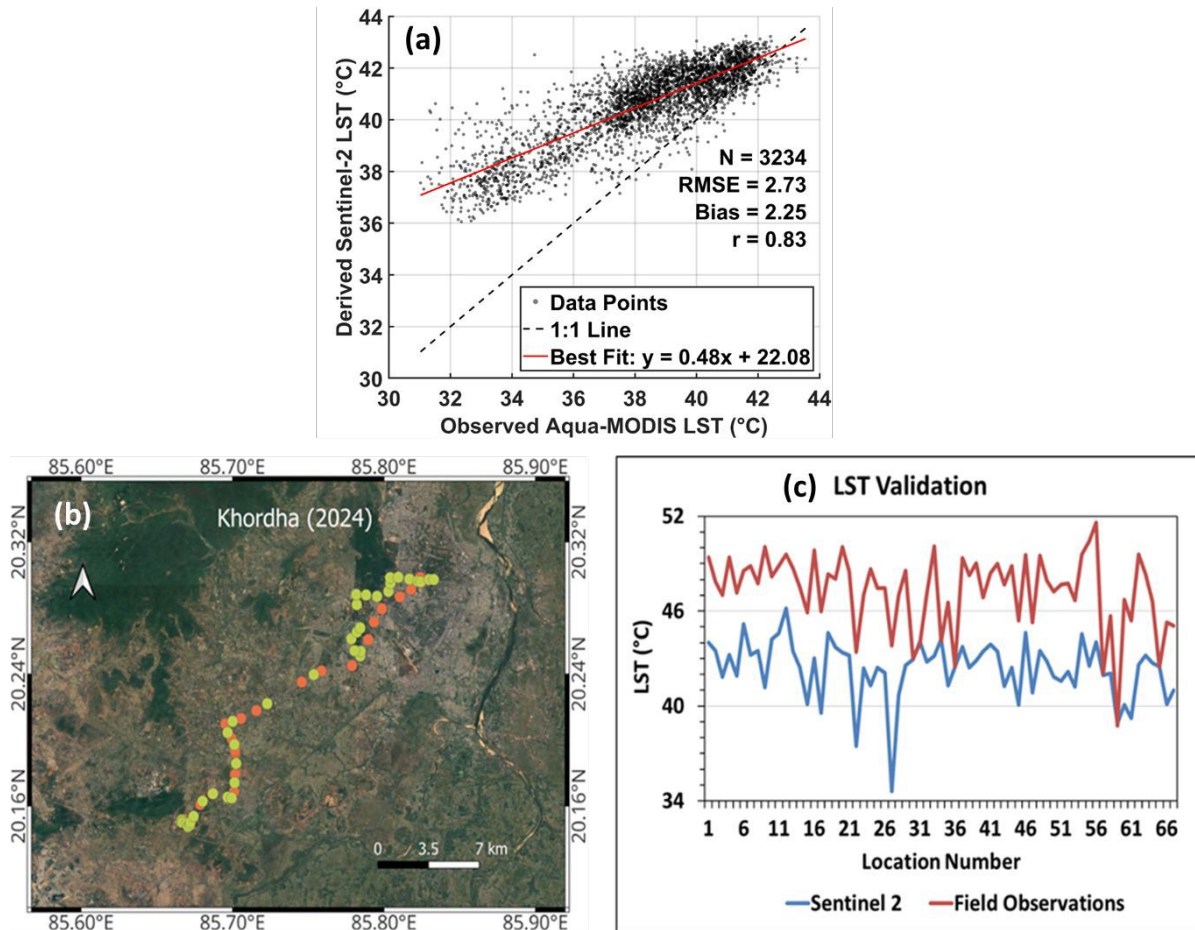 (a)
44
42
40
38
36
34
32
30
Derived Sentinel-2 LST (°C)
N = 3234
RMSE = 2.73
Bias = 2.25
r = 0.83
Data Points
1:1 Line
Best Fit: y = 0.48x + 22.08
30 32 34 36 38 40 42 44
Observed Aqua-MODIS LST (°C)
85.60°E 85.70°E 85.80°E 85.90°E
(b)
Khordha (2024)
20.32°N 20.32°N
20.24°N 20.24°N
20.16°N 20.16°N
0 3.5 7 km
85.60°E 85.70°E 85.80°E 85.90°E
(c) LST Validation
52
46
40
34
LST (°C)
1 6 11 16 21 26 31 36 41 46 51 56 61 66
Location Number
Sentinel 2 Field Observations